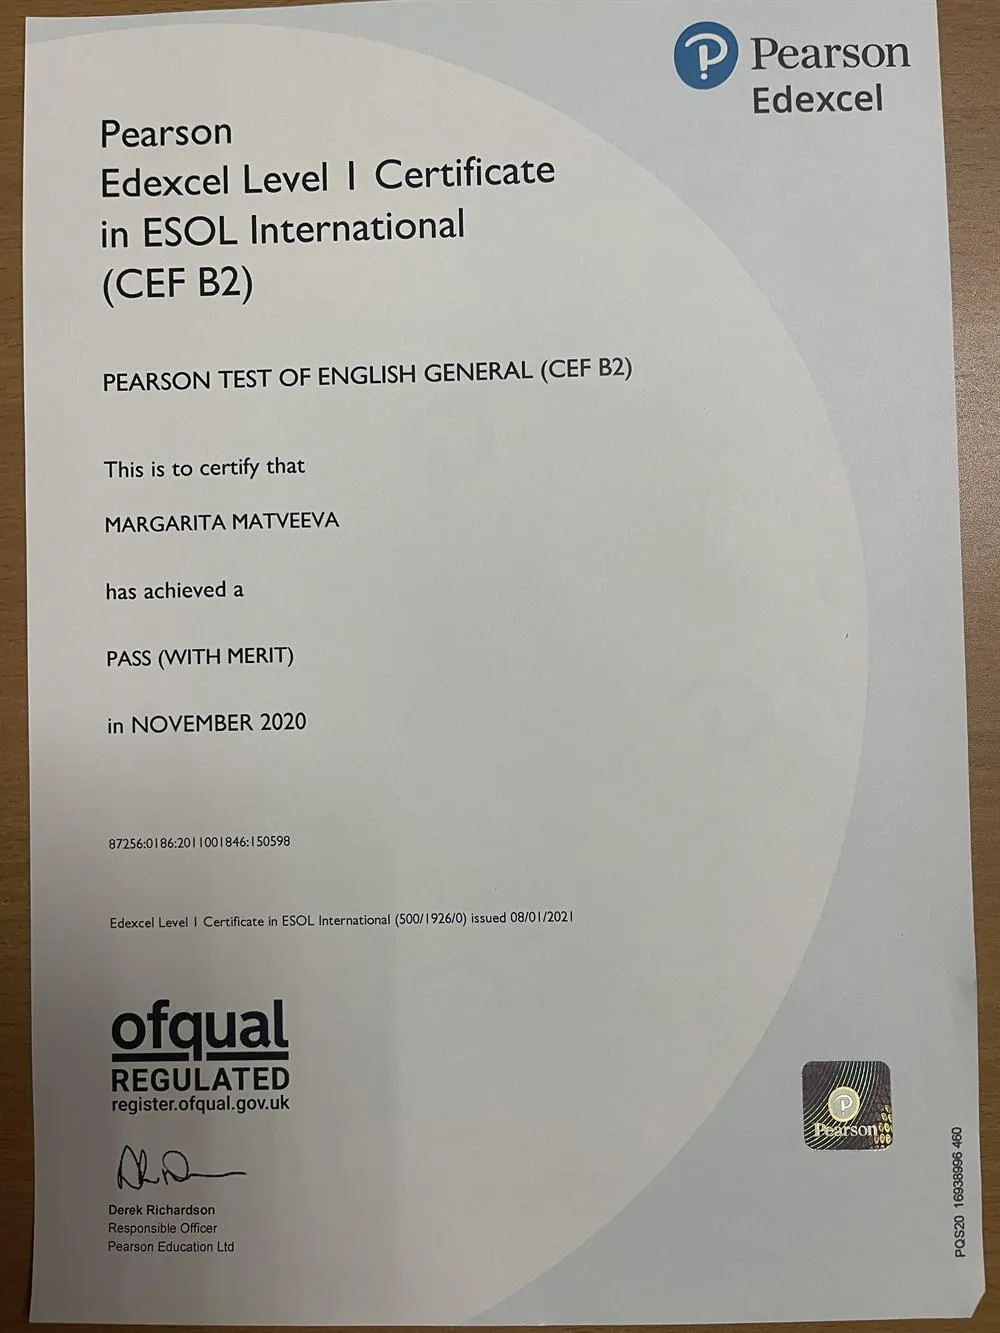 Pearson
Edexcel
Pearson
Edexcel Level 1 Certificate
in ESOL International
(CEF B2)
PEARSON TEST OF ENGLISH GENERAL (CEF B2)
This is to certify that
MARGARITA MATVEEVA
has achieved a
PASS (WITH MERIT)
in NOVEMBER 2020
87256:0186:2011001846:150598
Edexcel Level 1 Certificate in ESOL International (500/1926/0) issued 08/01/2021
ofqual
REGULATED
register.ofqual.gov.uk
Pearson
Derek Richardson
Responsible Officer
Pearson Education Ltd
PQS20 16938996 460